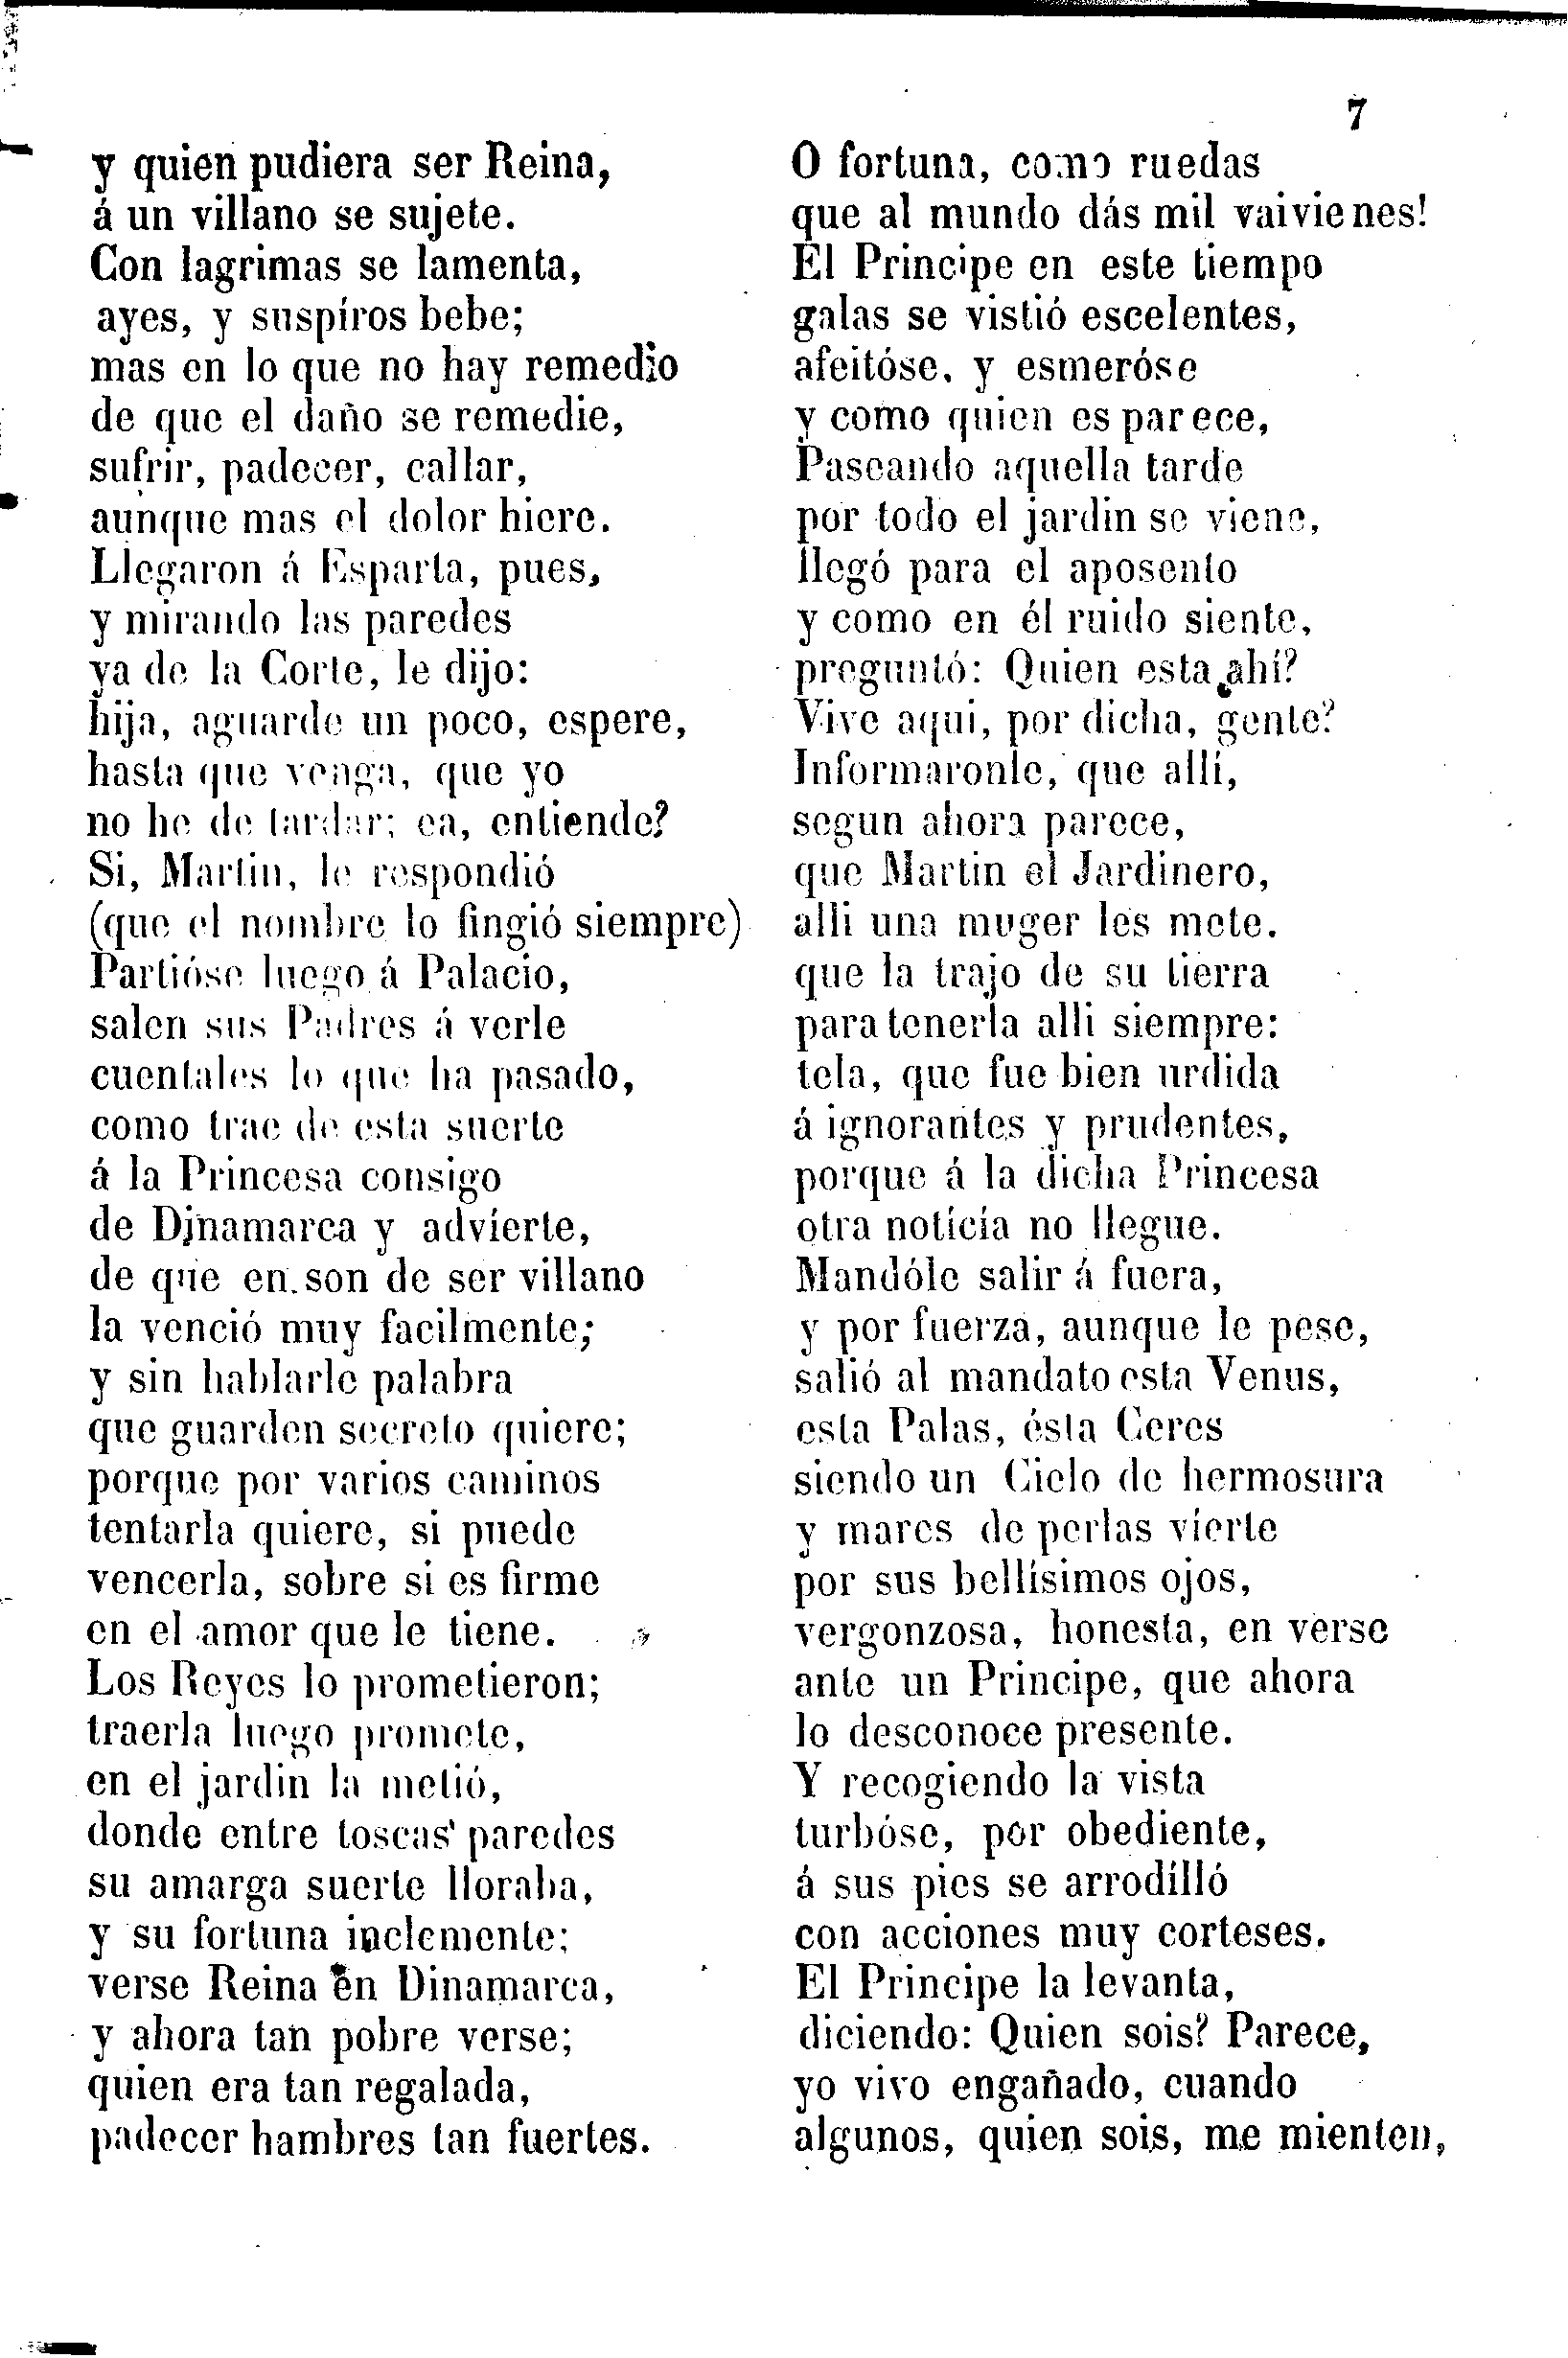 7
y quien pudiera ser Reina,
á un villano se sujete.
Con lagrimas se lamenta,
ayes, y suspíros bebe;
mas en lo que no hay remedio
de que el daño se remedie,
sufrir, padecer, callar,
aunque mas el dolor hiere.
Llegaron á Esparta, pues,
y mirando las paredes
ya de la Corte, le dijo:
hija, aguarde un poco, espere,
hasta que venga, que yo
no he de tardar; ea, entiende?
Si, Martin, le respondió
(que el nombre lo fingió siempre)
Partióse luego á Palacio,
salen sus Padres á verle
cuentales lo que ha pasado,
como trae de esta suerte
á la Princesa consigo
de Dinamarca y advíerte,
de que en son de ser villano
la venció muy facilmente;
y sin hablarle palabra
que guarden secreto quiere;
porque por varios caminos
tentarla quiere, si puede
vencerla, sobre si es firme
en el amor que le tiene.
Los Reyes lo prometieron;
traerla luego promete,
en el jardin la metió,
donde entre toscas paredes
su amarga suerte lloraba,
y su fortuna inclemente;
verse Reina en Dinamarca,
y ahora tan pobre verse;
quien era tan regalada,
padecer hambres tan fuertes.
O fortuna, como ruedas
que al mundo dás mil vaivienes!
El Principe en este tiempo
galas se vistió escelentes,
afeitóse, y esmeróse
y como quien es parece,
Paseando aquella tarde
por todo el jardin se viene,
llegó para el aposento
y como en él ruido siente,
preguntó: Quien esta ahí?
Vive aqui, por dicha, gente?
Informaronle, que alli,
segun ahora parece,
que Martin el Jardinero,
alli una muger les mete.
que la trajo de su tierra
para tenerla alli siempre:
tela, que fue bien urdida
á ignorantes y prudentes,
porque á la dicha Princesa
otra notícía no llegue.
Mandóle salir á fuera,
y por fuerza, aunque le pese,
salió al mandato esta Venus,
esta Palas, ésta Ceres
siendo un Cielo de hermosura
y mares de perlas vierte
por sus bellísimos ojos,
vergonzosa, honesta, en verse
ante un Principe, que ahora
lo desconoce presente.
Y recogiendo la vista
turbóse, por obediente,
á sus pies se arrodílló
con acciones muy corteses.
El Principe la levanta,
diciendo: Quien sois? Parece,
yo vivo engañado, cuando
algunos, quien sois, me mienten,